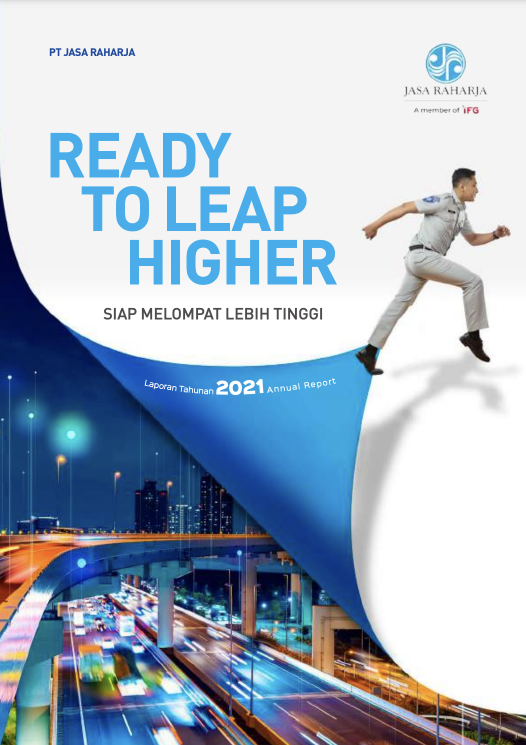 PT JASA RAHARJA
JASA RAHARJA
A member of IFG
READY
TO LEAP
HIGHER
SIAP MELOMPAT LEBIH TINGGI
Laporan Tahunan 2021 Annual Report